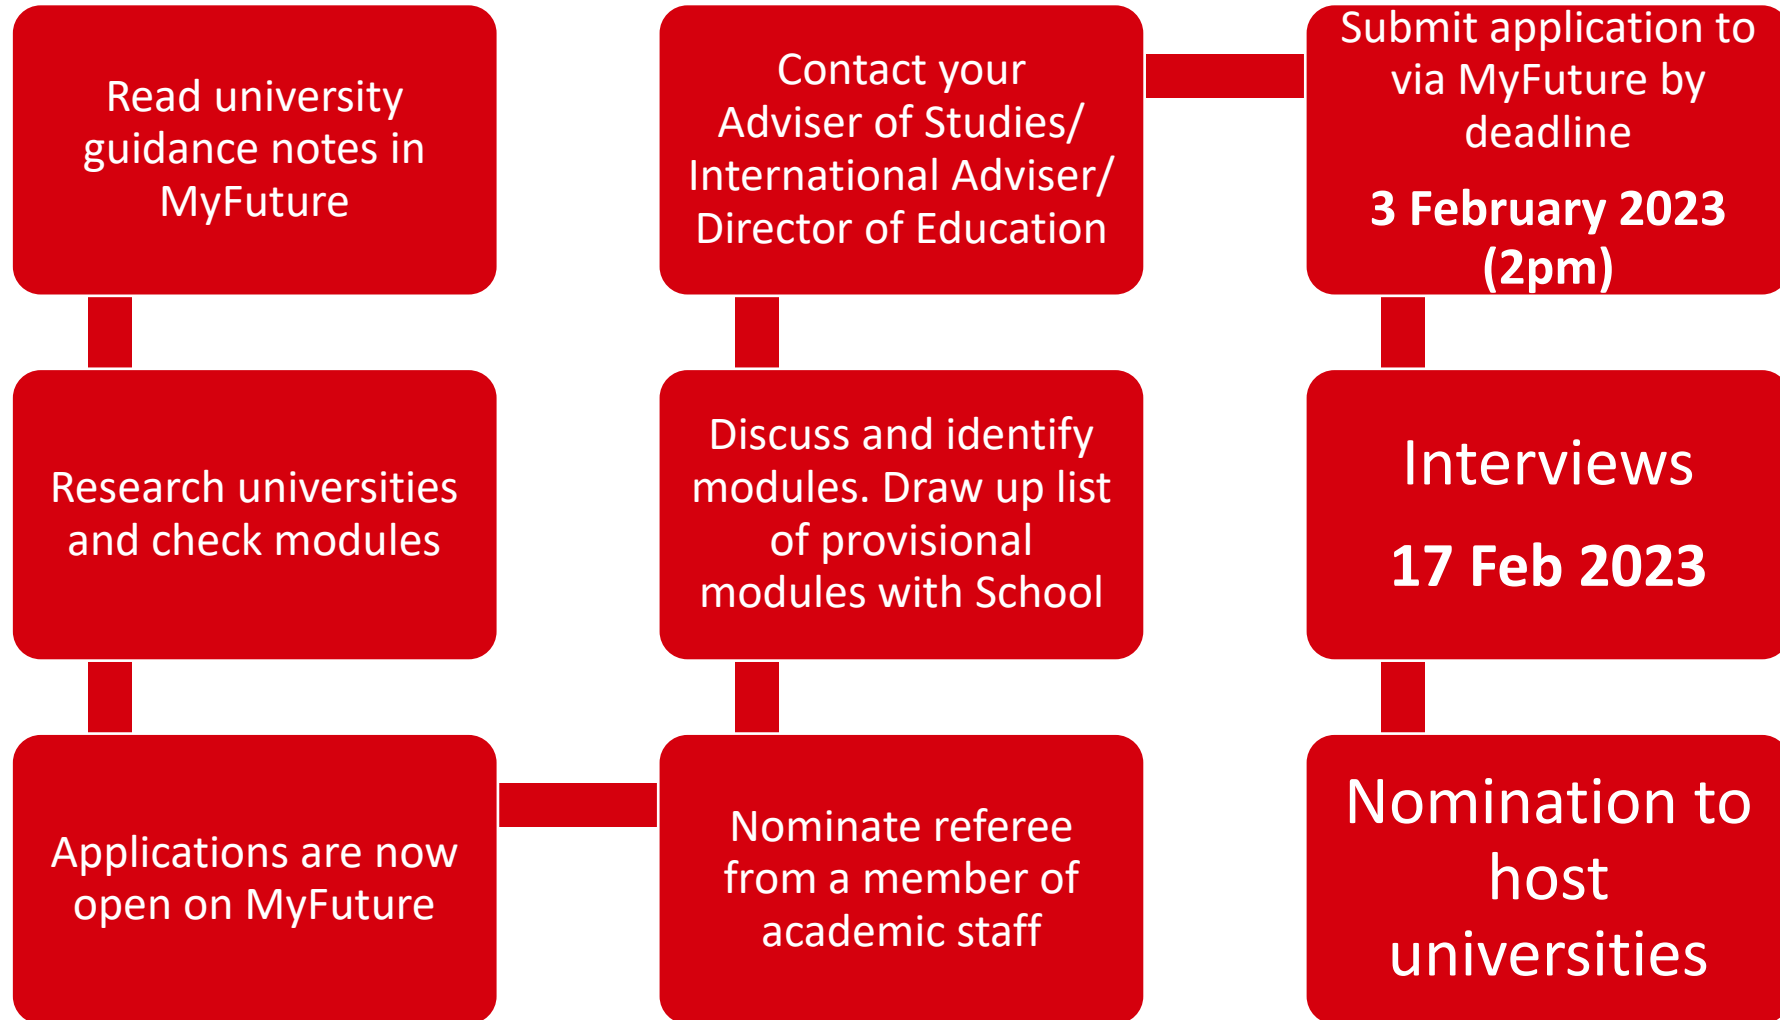 Read university
guidance notes in
MyFuture
Research universities
and check modules
Applications are now
open on MyFuture
Nominate referee
from a member of
academic staff
Discuss and identify
modules. Draw up list
of provisional
modules with School
Contact your
Adviser of Studies/
International Adviser/
Director of Education
Submit application to
via MyFuture by
deadline
3 February 2023
(2pm)
Interviews
17 Feb 2023
Nomination to
host
universities